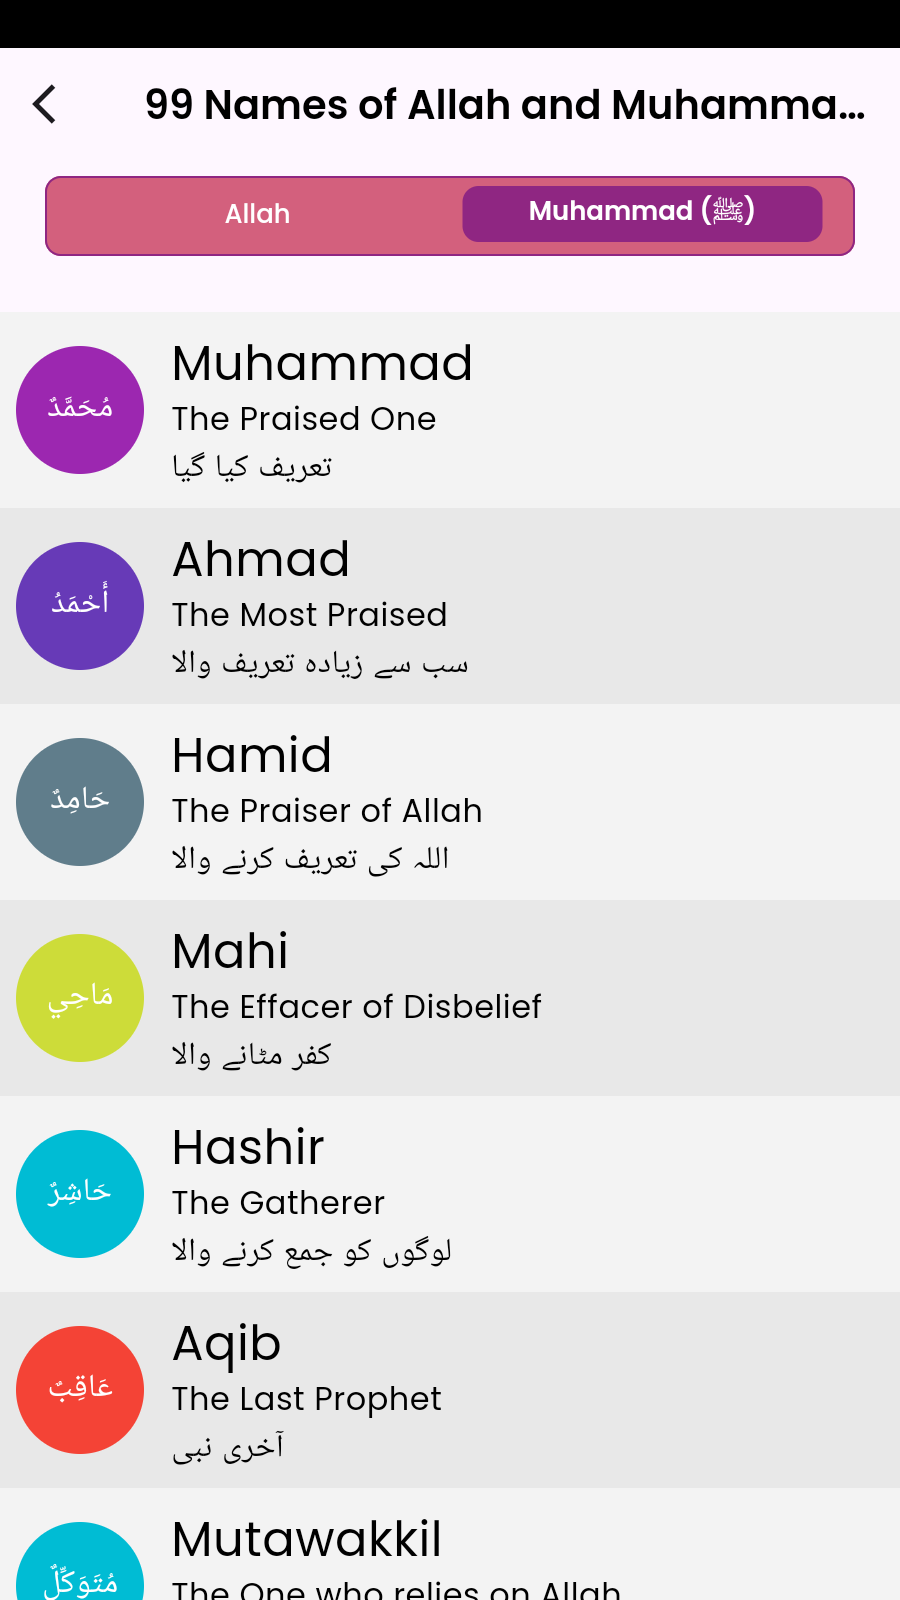 99 Names of Allah and Muhamma...
Allah
Muhammad (ﷺ)
مُحَمَّدٌ
Muhammad
The Praised One
تعریف کیا گیا
أَحْمَدُ
Ahmad
The Most Praised
سب سے زیادہ تعریف والا
حَامِدٌ
Hamid
The Praiser of Allah
اللہ کی تعریف کرنے والا
مَاحِي
Mahi
The Effacer of Disbelief
کفر مٹانے والا
حَاشِرٌ
Hashir
The Gatherer
لوگوں کو جمع کرنے والا
عَاقِبٌ
Aqib
The Last Prophet
آخری نبی
مُتَوَكِّلٌ
Mutawakkil
The One who relies on Allah